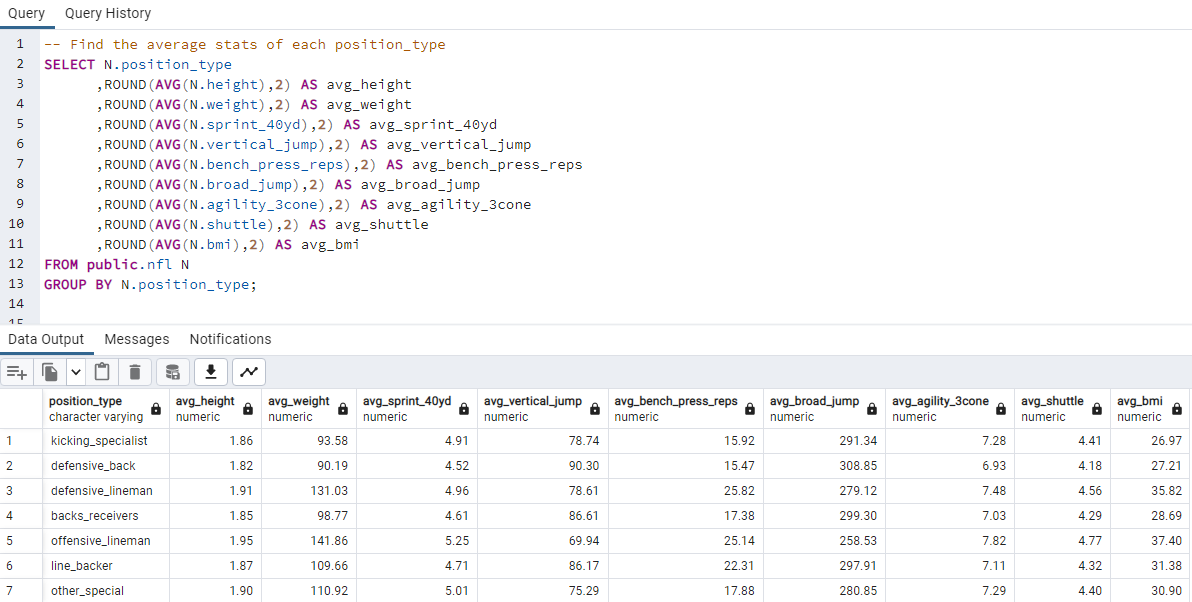 Query Query History
1 -- Find the average stats of each position_type
2 SELECT N.position_type
3 ,ROUND(AVG(N.height),2) AS avg_height
4 ,ROUND(AVG(N.weight),2) AS avg_weight
5 ,ROUND(AVG(N.sprint_40yd),2) AS avg_sprint_40yd
6 ,ROUND(AVG(N.vertical_jump),2) AS avg_vertical_jump
7 ,ROUND(AVG(N.bench_press_reps),2) AS avg_bench_press_reps
8 ,ROUND(AVG(N.broad_jump),2) AS avg_broad_jump
9 ,ROUND(AVG(N.agility_3cone),2) AS avg_agility_3cone
10 ,ROUND(AVG(N.shuttle),2) AS avg_shuttle
11 ,ROUND(AVG(N.bmi),2) AS avg_bmi
12 FROM public.nfl N
13 GROUP BY N.position_type;
14
15
Data Output Messages Notifications
position_type avg_height avg_weight avg_sprint_40yd avg_vertical_jump avg_bench_press_reps avg_broad_jump avg_agility_3cone avg_shuttle avg_bmi
character varying numeric numeric numeric numeric numeric numeric numeric numeric numeric
1 kicking_specialist 1.86 93.58 4.91 78.74 15.92 291.34 7.28 4.41 26.97
2 defensive_back 1.82 90.19 4.52 90.30 15.47 308.85 6.93 4.18 27.21
3 defensive_lineman 1.91 131.03 4.96 78.61 25.82 279.12 7.48 4.56 35.82
4 backs_receivers 1.85 98.77 4.61 86.61 17.38 299.30 7.03 4.29 28.69
5 offensive_lineman 1.95 141.86 5.25 69.94 25.14 258.53 7.82 4.77 37.40
6 line_backer 1.87 109.66 4.71 86.17 22.31 297.91 7.11 4.32 31.38
7 other_special 1.90 110.92 5.01 75.29 17.88 280.85 7.29 4.40 30.90